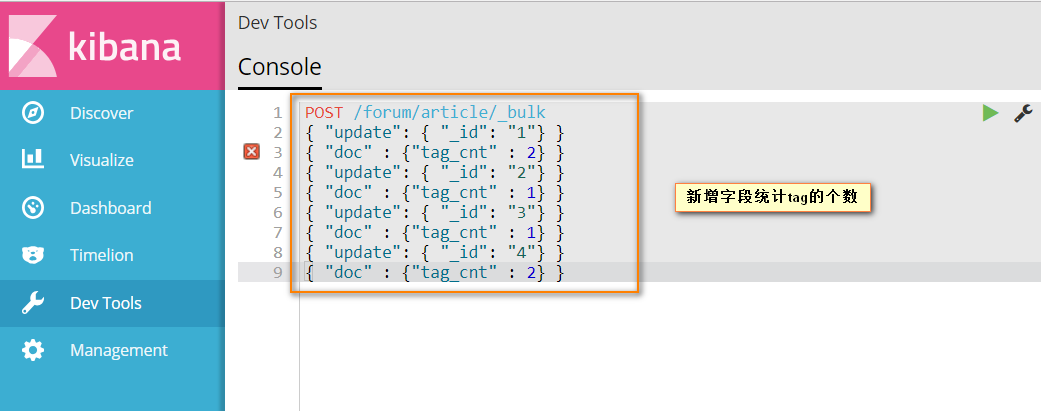 kibana
Discover
Visualize
Dashboard
Timelion
Dev Tools
Management
Dev Tools
Console
1 POST /forum/article/_bulk
2 { "update": { "_id": "1"} }
3 { "doc" : {"tag_cnt" : 2} }
4 { "update": { "_id": "2"} }
5 { "doc" : {"tag_cnt" : 1} }
6 { "update": { "_id": "3"} }
7 { "doc" : {"tag_cnt" : 1} }
8 { "update": { "_id": "4"} }
9 { "doc" : {"tag_cnt" : 2} }
新增字段统计tag的个数